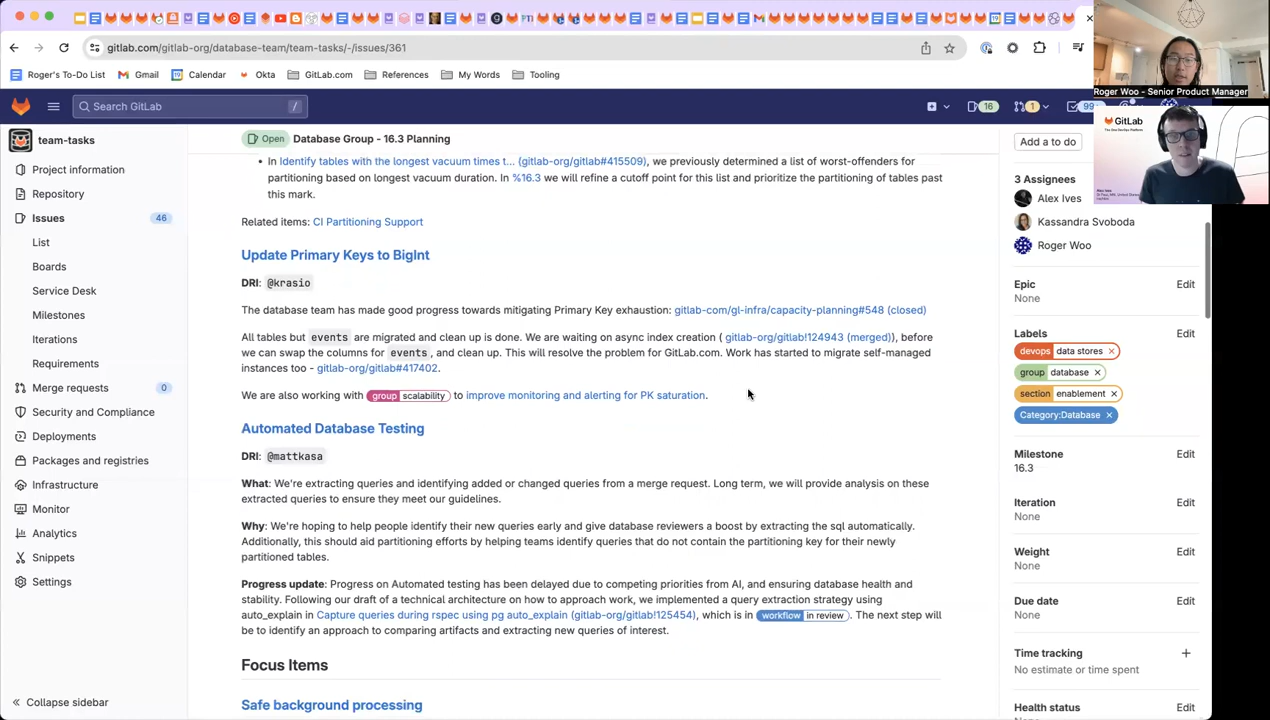 gitlab.com/gitlab-org/database-team/team-tasks/-/issues/361
Roger's To-Do List
Gmail
Calendar
Okta
GitLab.com
References
My Words
Tooling
Roger Woo - Senior Product Manager
GitLab
Search GitLab
/
16
1
99+
team-tasks
Project information
Repository
Issues
46
List
Boards
Service Desk
Milestones
Iterations
Requirements
Merge requests
0
Security and Compliance
Deployments
Packages and registries
Infrastructure
Monitor
Analytics
Snippets
Settings
Collapse sidebar
Open
Database Group - 16.3 Planning
• In Identify tables with the longest vacuum times t... (gitlab-org/gitlab#415509), we previously determined a list of worst-offenders for
partitioning based on longest vacuum duration. In %16.3 we will refine a cutoff point for this list and prioritize the partitioning of tables past
this mark.
Related items: CI Partitioning Support
Update Primary Keys to BigInt
DRI: @krasio
The database team has made good progress towards mitigating Primary Key exhaustion: gitlab-com/gl-infra/capacity-planning#548 (closed)
All tables but events are migrated and clean up is done. We are waiting on async index creation ( gitlab-org/gitlab!124943 (merged)), before
we can swap the columns for events, and clean up. This will resolve the problem for GitLab.com. Work has started to migrate self-managed
instances too - gitlab-org/gitlab#417402.
We are also working with group scalability to improve monitoring and alerting for PK saturation.
Automated Database Testing
DRI: @mattkasa
What: We're extracting queries and identifying added or changed queries from a merge request. Long term, we will provide analysis on these
extracted queries to ensure they meet our guidelines.
Why: We're hoping to help people identify their new queries early and give database reviewers a boost by extracting the sql automatically.
Additionally, this should aid partitioning efforts by helping teams identify queries that do not contain the partitioning key for their newly
partitioned tables.
Progress update: Progress on Automated testing has been delayed due to competing priorities from AI, and ensuring database health and
stability. Following our draft of a technical architecture on how to approach work, we implemented a query extraction strategy using
auto_explain in Capture queries during rspec using pg auto_explain (gitlab-org/gitlab!125454), which is in workflow in review. The next step will
be to identify an approach to comparing artifacts and extracting new queries of interest.
Focus Items
Safe background processing
Add a to do
3 Assignees
Alex Ives
Kassandra Svoboda
Roger Woo
Epic
Edit
None
Labels
Edit
devops data stores
group database
section enablement
Category:Database
Milestone
Edit
16.3
Iteration
Edit
None
Weight
Edit
None
Due date
Edit
None
Time tracking
+
No estimate or time spent
Health status
Edit